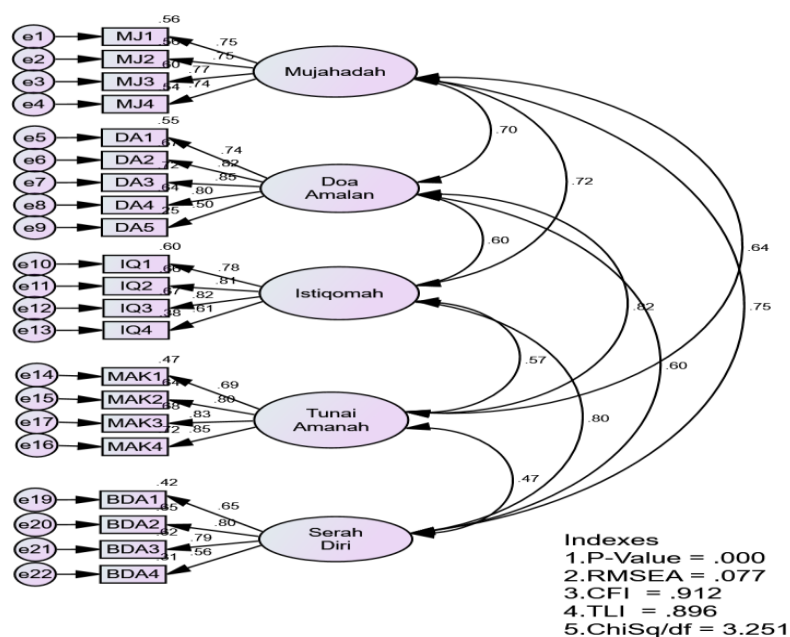 .56
e1 MJ1 .75
.56
e2 MJ2 .75
.60
e3 MJ3 .77
.54
e4 MJ4 .74
Mujahadah
.55
e5 DA1 .74
.67
e6 DA2 .82
.72
e7 DA3 .85
.64
e8 DA4 .80
.25
e9 DA5 .50
Doa
Amalan
.60
e10 IQ1 .78
.66
e11 IQ2 .81
.67
e12 IQ3 .82
.38
e13 IQ4 .61
Istiqomah
.47
e14 MAK1 .69
.64
e15 MAK2 .80
.68
e17 MAK3 .83
.72
e16 MAK4 .85
Tunai
Amanah
.42
e19 BDA1 .65
.65
e20 BDA2 .80
.62
e21 BDA3 .79
.31
e22 BDA4 .56
Serah
Diri
.70
.72
.60
.64
.82
.75
.57
.60
.80
.47
Indexes
1.P-Value = .000
2.RMSEA = .077
3.CFI = .912
4.TLI = .896
5.ChiSq/df = 3.251